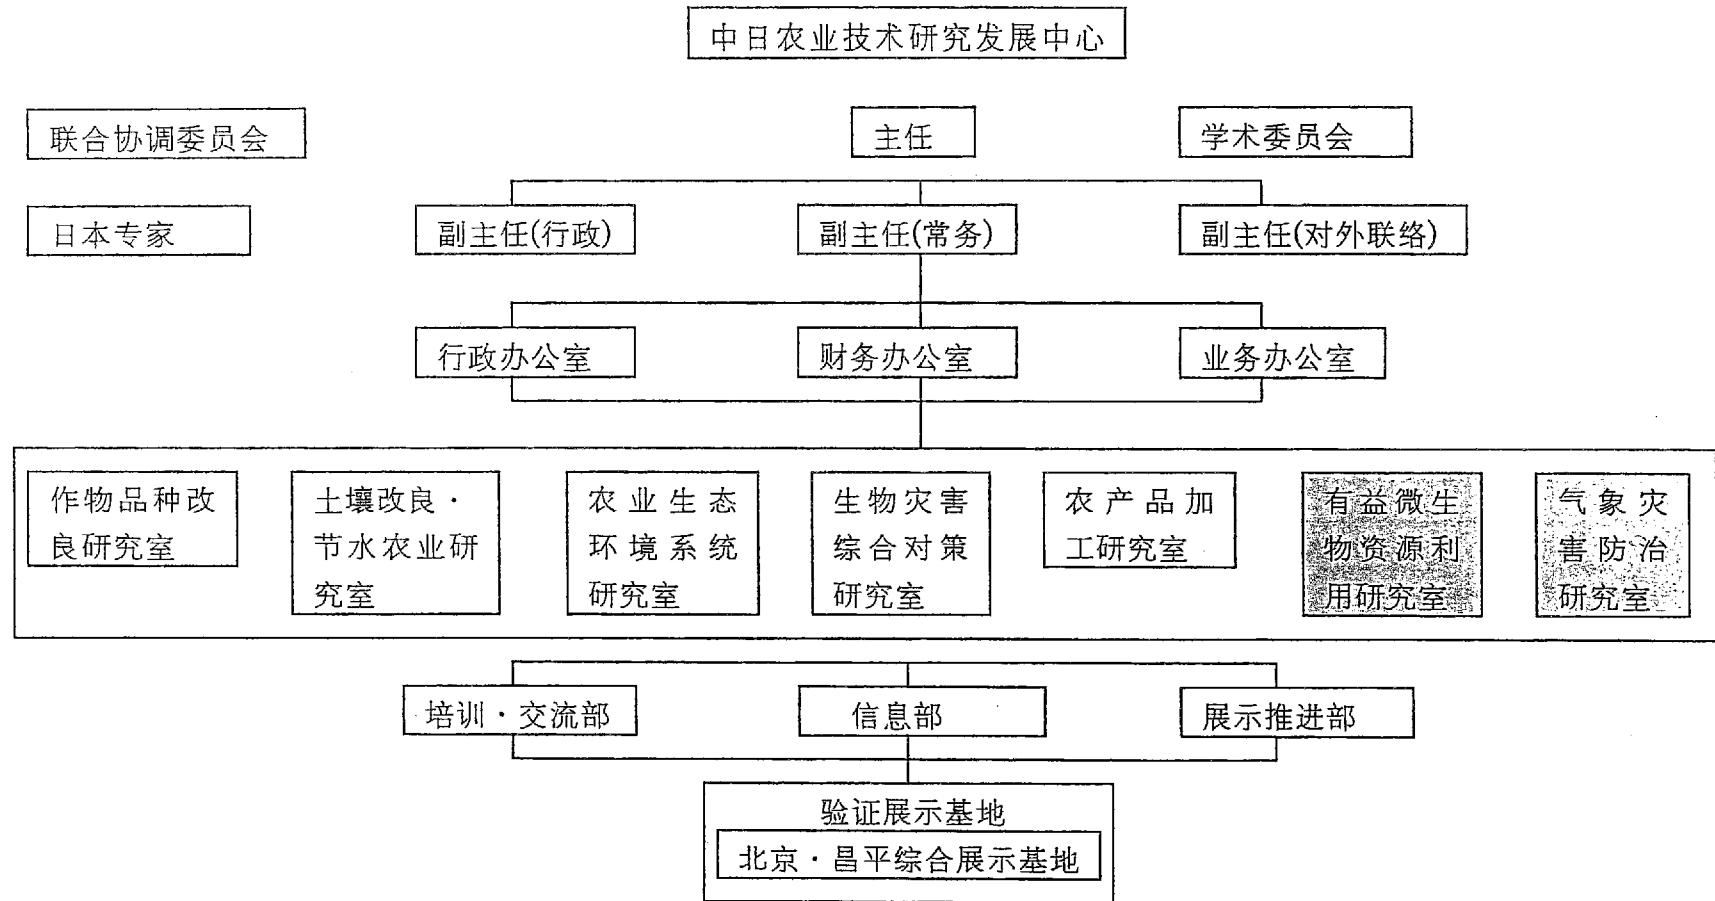 中日农业技术研究发展中心
联合协调委员会
主任
学术委员会
日本专家
副主任(行政)
副主任(常务)
副主任(对外联络)
行政办公室
财务办公室
业务办公室
作物品种改
良研究室
土壤改良·
节水农业研
究室
农业生态
环境系统
研究室
生物灾害
综合对策
研究室
农产品加
工研究室
有益微生
物资源利
用研究室
气象灾
害防治
研究室
培训·交流部
信息部
展示推进部
验证展示基地
北京·昌平综合展示基地